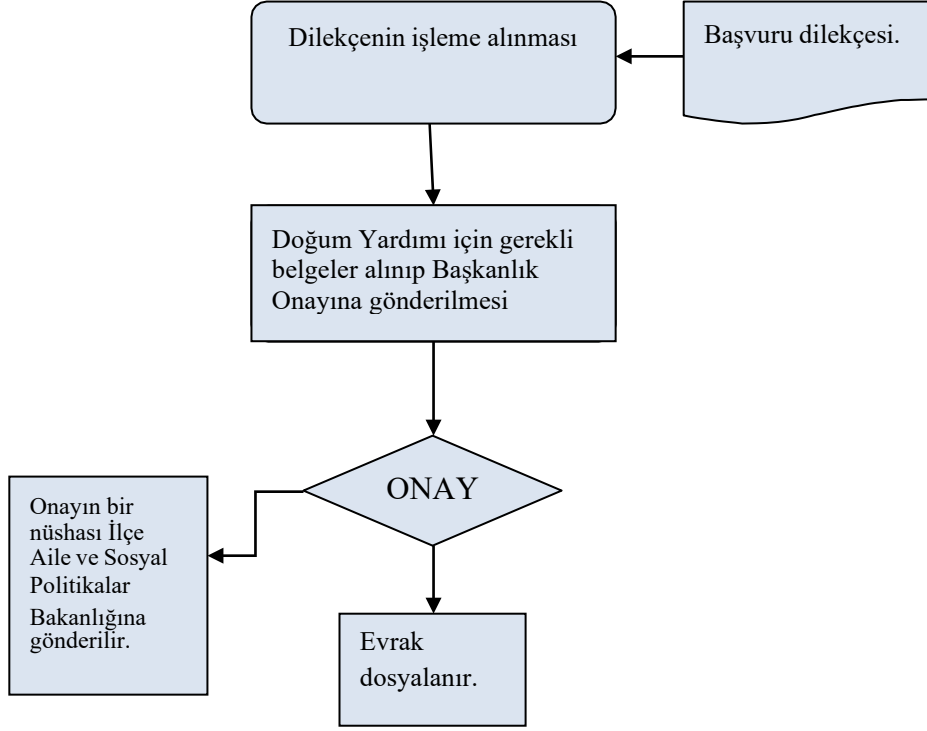 Dilekçenin işleme alınması
Başvuru dilekçesi.
Doğum Yardımı için gerekli
belgeler alınıp Başkanlık
Onayına gönderilmesi
ONAY
Onayın bir
nüshası İlçe
Aile ve Sosyal
Politikalar
Bakanlığına
gönderilir.
Evrak
dosyalanır.